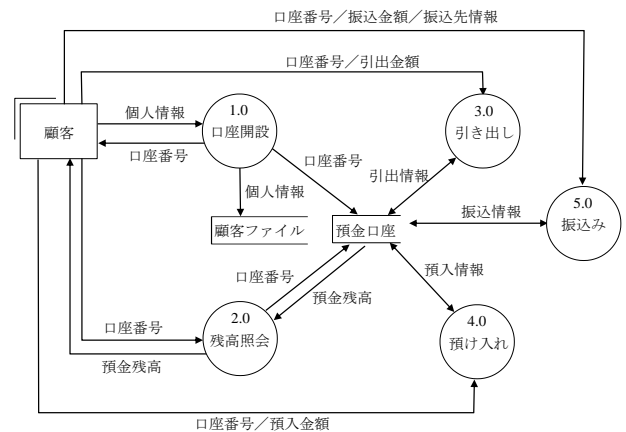 口座番号／振込金額／振込先情報
口座番号／引出金額
顧客
個人情報
口座番号
1.0
口座開設
3.0
引き出し
口座番号
引出情報
個人情報
5.0
振込み
振込情報
顧客ファイル
預金口座
口座番号
預金残高
預入情報
2.0
残高照会
4.0
預け入れ
口座番号
預金残高
口座番号／預入金額